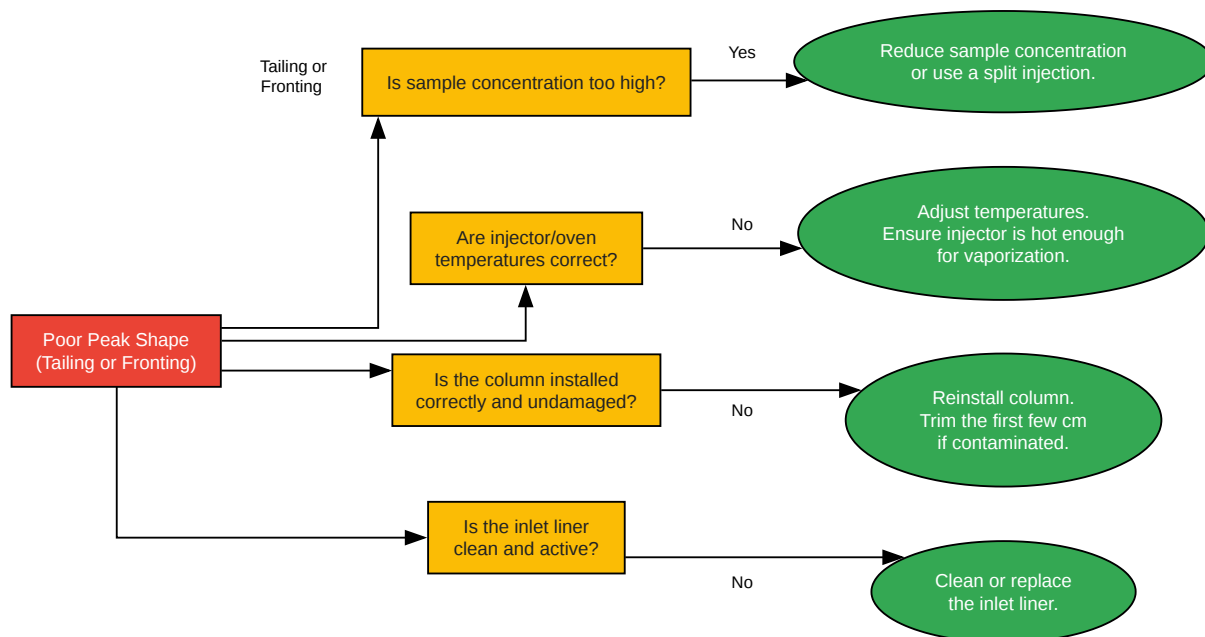 Tailing or
Fronting
Is sample concentration too high?
Yes
Reduce sample concentration
or use a split injection.
Are injector/oven
temperatures correct?
No
Adjust temperatures.
Ensure injector is hot enough
for vaporization.
Poor Peak Shape
(Tailing or Fronting)
Is the column installed
correctly and undamaged?
No
Reinstall column.
Trim the first few cm
if contaminated.
Is the inlet liner
clean and active?
No
Clean or replace
the inlet liner.